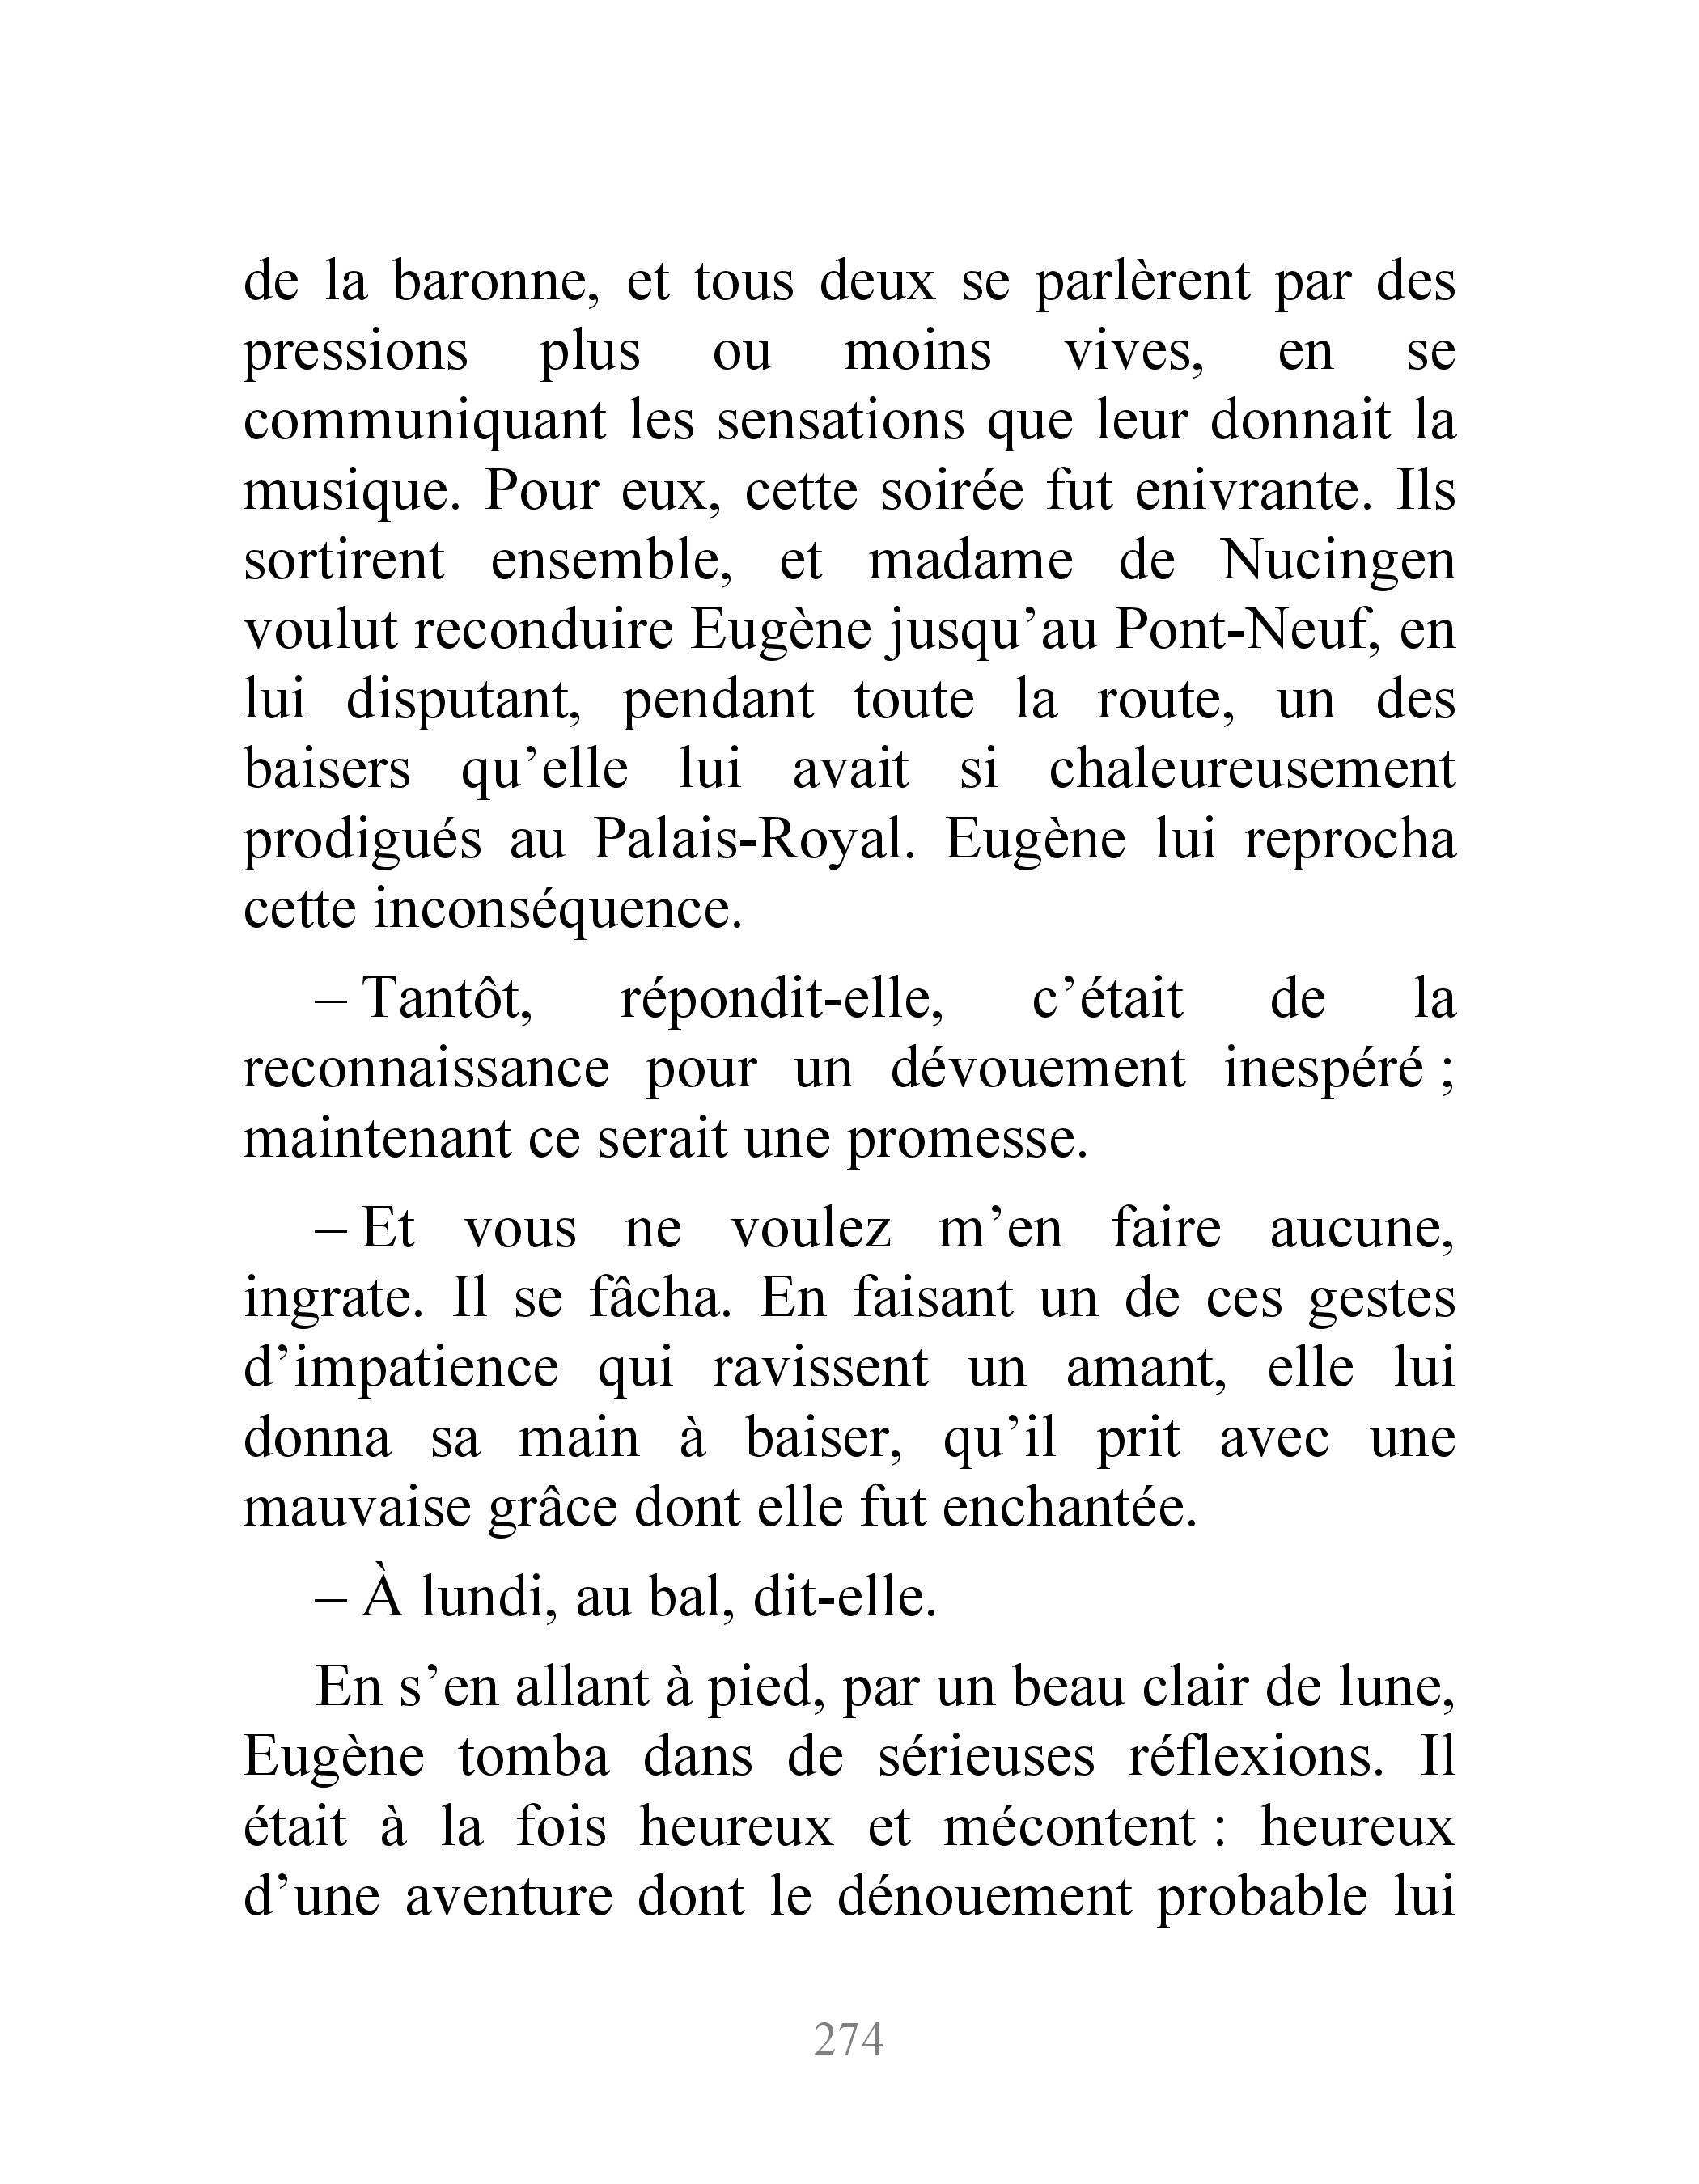 de la baronne, et tous deux se parlèrent par des
pressions plus ou moins vives, en se
communiquant les sensations que leur donnait la
musique. Pour eux, cette soirée fut enivrante. Ils
sortirent ensemble, et madame de Nucingen
voulut reconduire Eugène jusqu’au Pont-Neuf, en
lui disputant, pendant toute la route, un des
baisers qu’elle lui avait si chaleureusement
prodigués au Palais-Royal. Eugène lui reprocha
cette inconséquence.
– Tantôt, répondit-elle, c’était de la
reconnaissance pour un dévouement inespéré ;
maintenant ce serait une promesse.
– Et vous ne voulez m’en faire aucune,
ingrate. Il se fâcha. En faisant un de ces gestes
d’impatience qui ravissent un amant, elle lui
donna sa main à baiser, qu’il prit avec une
mauvaise grâce dont elle fut enchantée.
– À lundi, au bal, dit-elle.
En s’en allant à pied, par un beau clair de lune,
Eugène tomba dans de sérieuses réflexions. Il
était à la fois heureux et mécontent : heureux
d’une aventure dont le dénouement probable lui
274